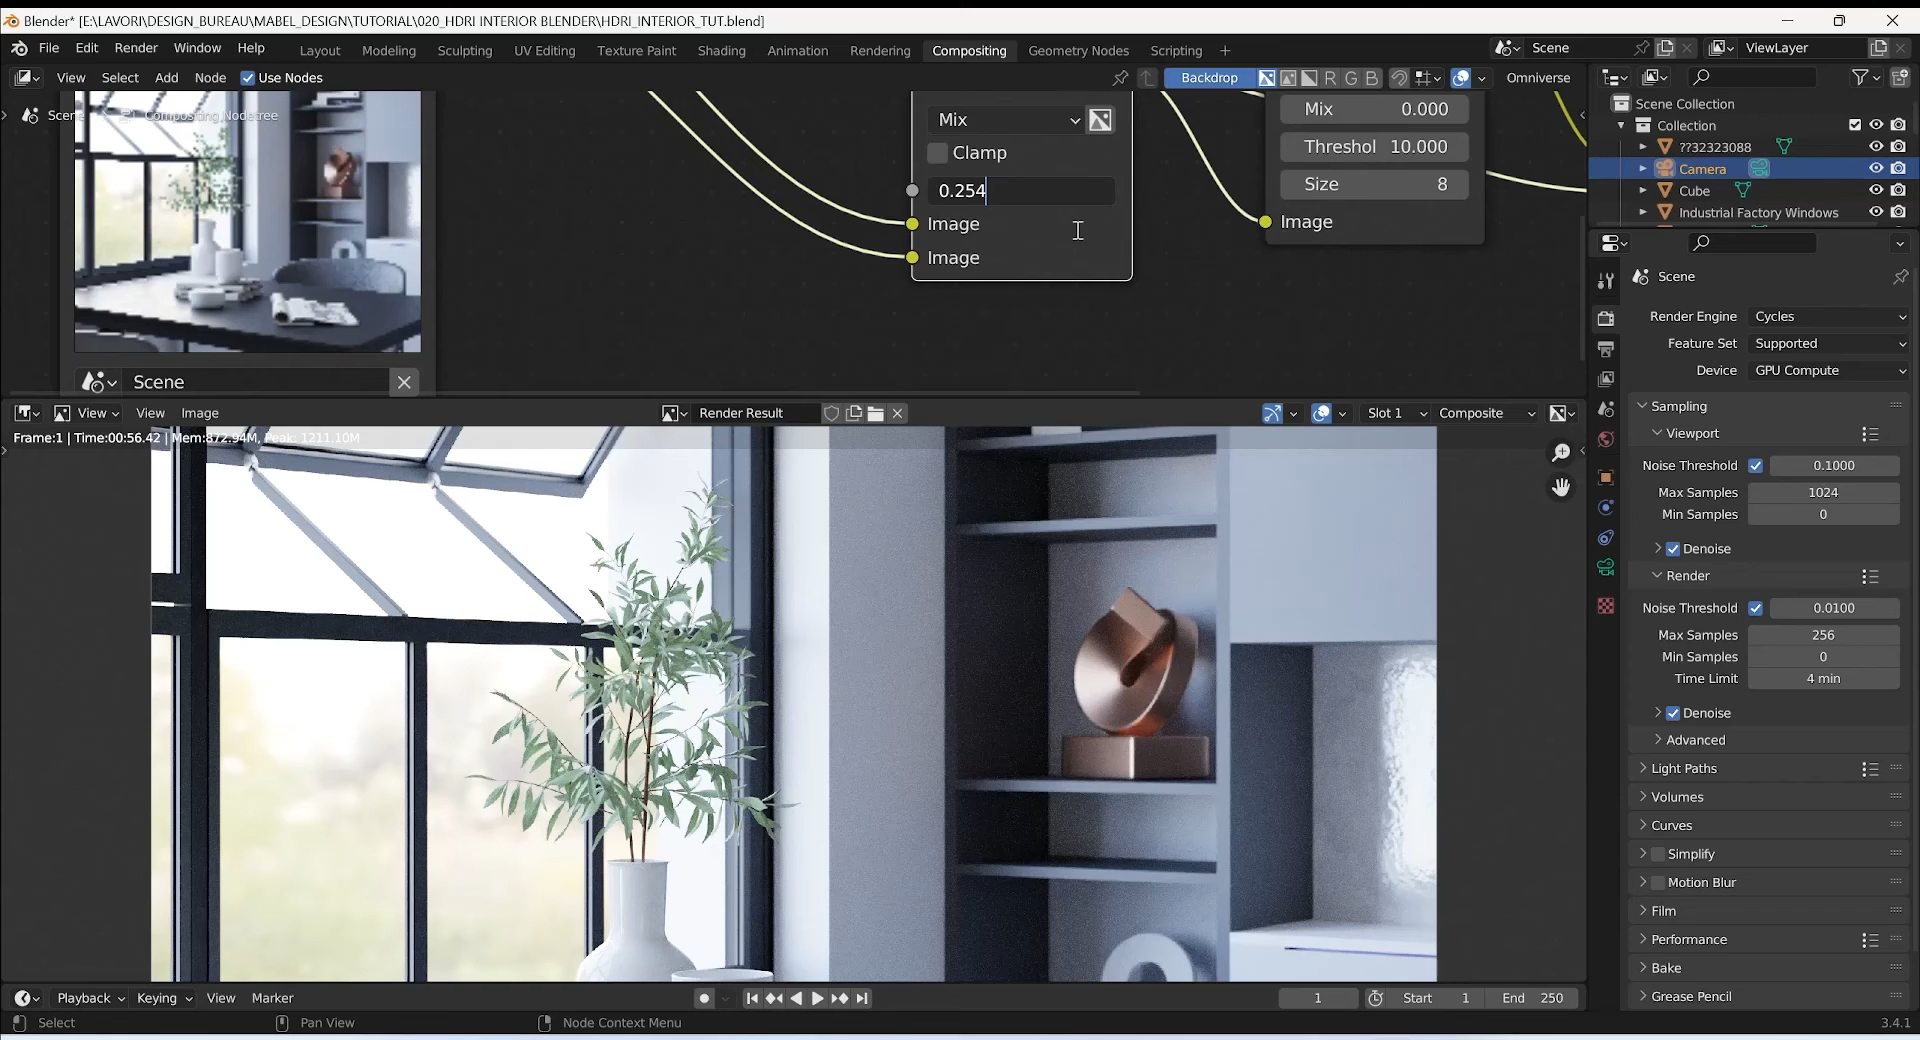 Blender* [E:\LAVORI\DESIGN_BUREAU\MABEL_DESIGN\TUTORIAL\020_HDRI INTERIOR BLENDER\HDRI_INTERIOR_TUT.blend]
File Edit Render Window Help Layout Modeling Sculpting UV Editing Texture Paint Shading Animation Rendering Compositing Geometry Nodes Scripting + Scene ViewLayer
View Select Add Node Use Nodes Backdrop R G B Omniverse
Scene Compositing Nodetree
Mix
Clamp
0.254
Image
Image
Mix 0.000
Threshol 10.000
Size 8
Image
Scene
Scene Collection
Collection
??32323088
Camera
Cube
Industrial Factory Windows
View View Image Render Result Slot 1 Composite
Frame:1 | Time:00:56.42 | Mem:872.94M, Peak: 1211.10M
Scene
Render Engine Cycles
Feature Set Supported
Device GPU Compute
Sampling
Viewport
Noise Threshold 0.1000
Max Samples 1024
Min Samples 0
Denoise
Render
Noise Threshold 0.0100
Max Samples 256
Min Samples 0
Time Limit 4 min
Denoise
Advanced
Light Paths
Volumes
Curves
Simplify
Motion Blur
Film
Performance
Bake
Grease Pencil
Playback Keying View Marker 1 Start 1 End 250
Select Pan View Node Context Menu 3.4.1